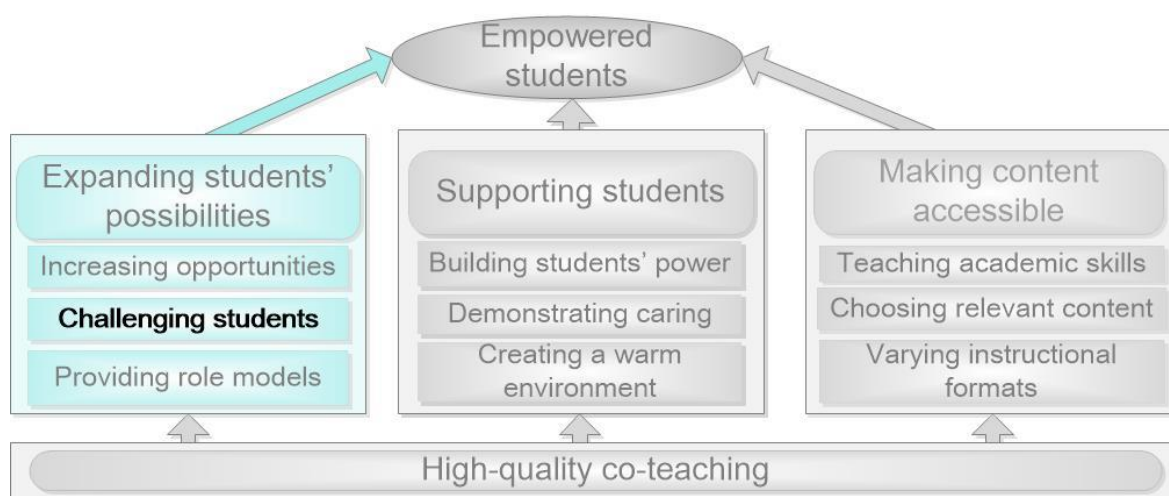 Empowered
students
Expanding students’
possibilities
Increasing opportunities
Challenging students
Providing role models
Supporting students
Building students’ power
Demonstrating caring
Creating a warm
environment
Making content
accessible
Teaching academic skills
Choosing relevant content
Varying instructional
formats
High-quality co-teaching